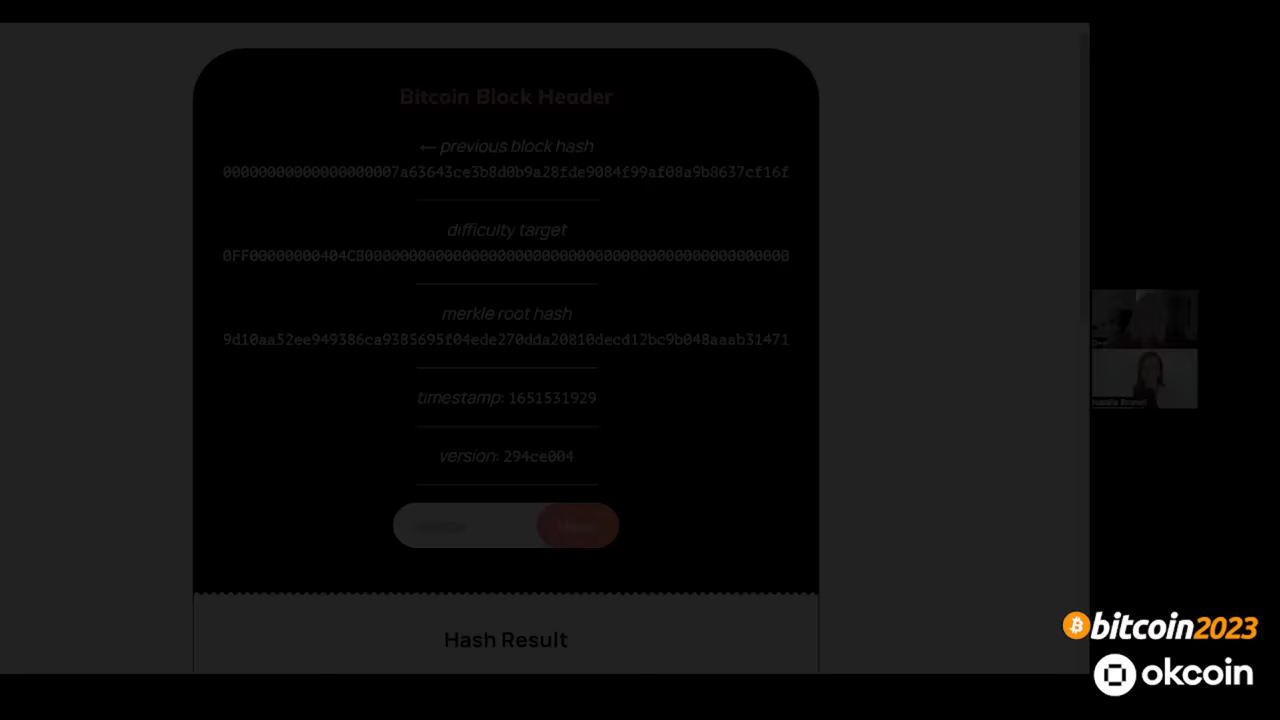 Bitcoin Block Header
← previous block hash
00000000000000000007a63643ce3b8d0b9a28fde9084f99af08a9b8637cf16f
difficulty target
0FF00000000404CB000000000000000000000000000000000000000000000000
merkle root hash
9d10aa52ee949386ca9385695f04ede270dda20810decd12bc9b048aaab31471
timestamp: 1651531929
version: 294ce004
Hash Result
bitcoin2023
okcoin